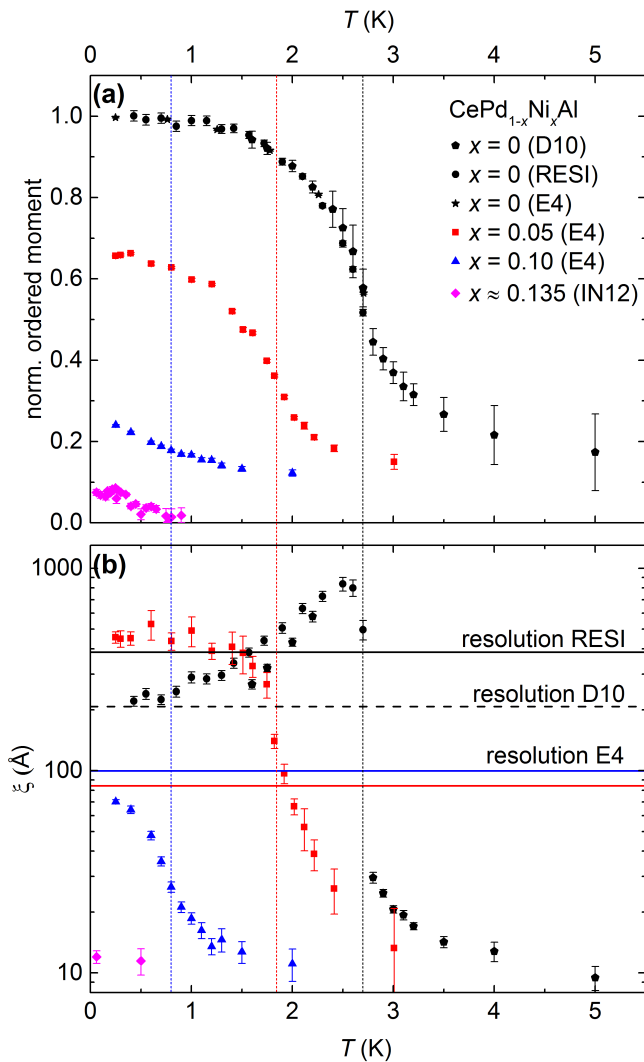 T (K)
0 1 2 3 4 5
(a)
CePd₁₋ₓNiₓAl
x = 0 (D10)
x = 0 (RESI)
x = 0 (E4)
x = 0.05 (E4)
x = 0.10 (E4)
x ≈ 0.135 (IN12)
norm. ordered moment
1.0
0.8
0.6
0.4
0.2
0.0
(b)
1000
resolution RESI
resolution D10
resolution E4
ξ (Å)
100
10
0 1 2 3 4 5
T (K)